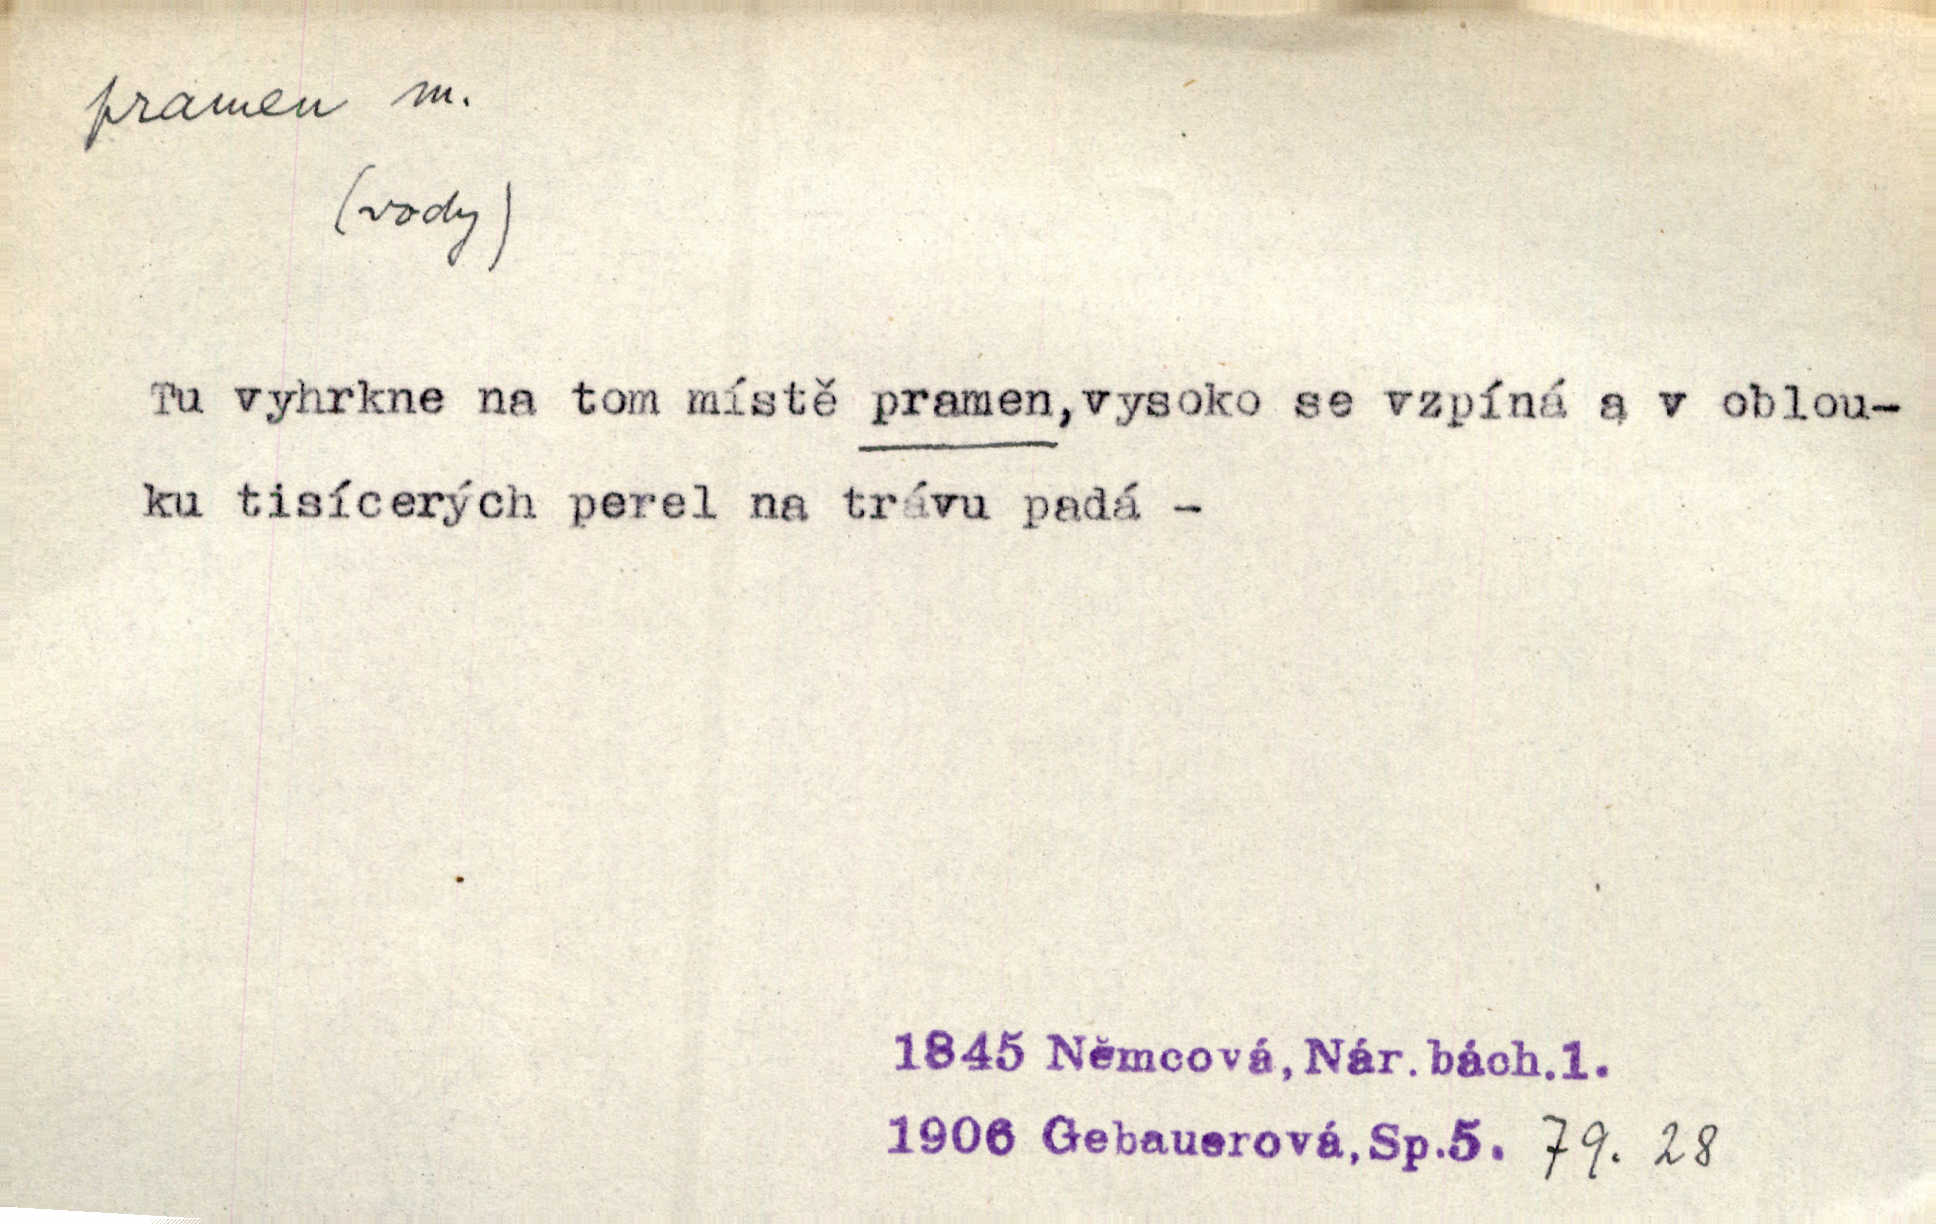 pramen m.
(vody)
Tu vyhrkne na tom místě pramen,vysoko se vzpíná a v oblou-
ku tisícerých perel na trávu padá -
1845 Němcová,Nár.bách.1.
1906 Gebauerová,Sp.5. 79. 28